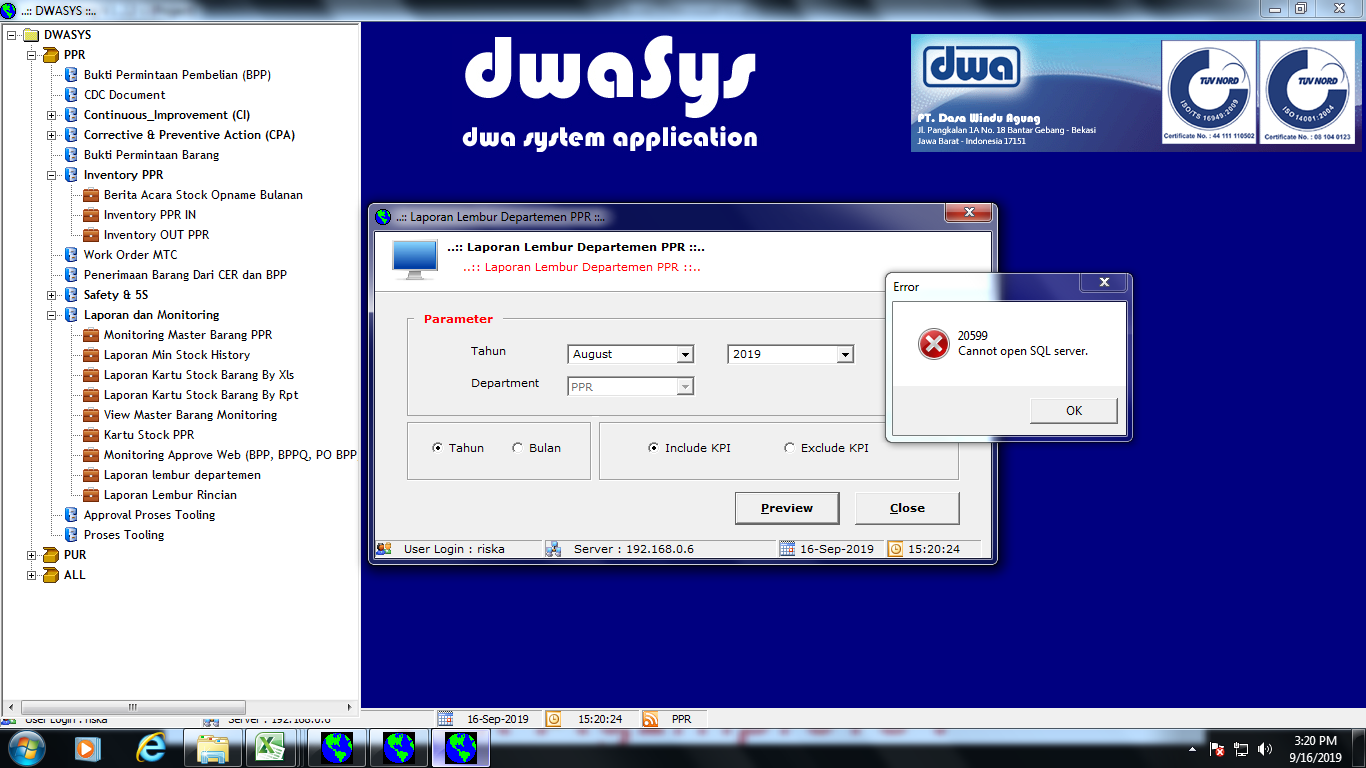 ..:: DWASYS ::..
DWASYS
PPR
Bukti Permintaan Pembelian (BPP)
CDC Document
Continuous_Improvement (CI)
Corrective & Preventive Action (CPA)
Bukti Permintaan Barang
Inventory PPR
Berita Acara Stock Opname Bulanan
Inventory PPR IN
Inventory OUT PPR
Work Order MTC
Penerimaan Barang Dari CER dan BPP
Safety & 5S
Laporan dan Monitoring
Monitoring Master Barang PPR
Laporan Min Stock History
Laporan Kartu Stock Barang By Xls
Laporan Kartu Stock Barang By Rpt
View Master Barang Monitoring
Kartu Stock PPR
Monitoring Approve Web (BPP, BPPQ, PO BPP
Laporan lembur departemen
Laporan Lembur Rincian
Approval Proses Tooling
Proses Tooling
PUR
ALL
dwaSys
dwa system application
dwa
PT. Dasa Windu Agung
Jl. Pangkalan 1A No. 18 Bantar Gebang - Bekasi
Jawa Barat - Indonesia 17151
TUV NORD
ISO/TS 16949:2009
Certificate No. : 44 111 110502
TUV NORD
ISO 14001:2004
Certificate No. : 08 104 0123
..:: Laporan Lembur Departemen PPR ::..
..:: Laporan Lembur Departemen PPR ::..
..:: Laporan Lembur Departemen PPR ::..
Parameter
Tahun August 2019
Department PPR
Tahun Bulan Include KPI Exclude KPI
Preview Close
User Login : riska Server : 192.168.0.6 16-Sep-2019 15:20:24
Error
20599
Cannot open SQL server.
OK
User Login : riska Server : 192.168.0.6 16-Sep-2019 15:20:24 PPR
3:20 PM
9/16/2019